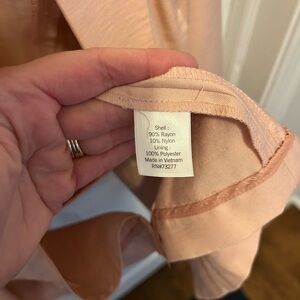 Shell :
90% Rayon
10% Nylon
Lining :
100% Polyester
Made in Vietnam
RN#73277